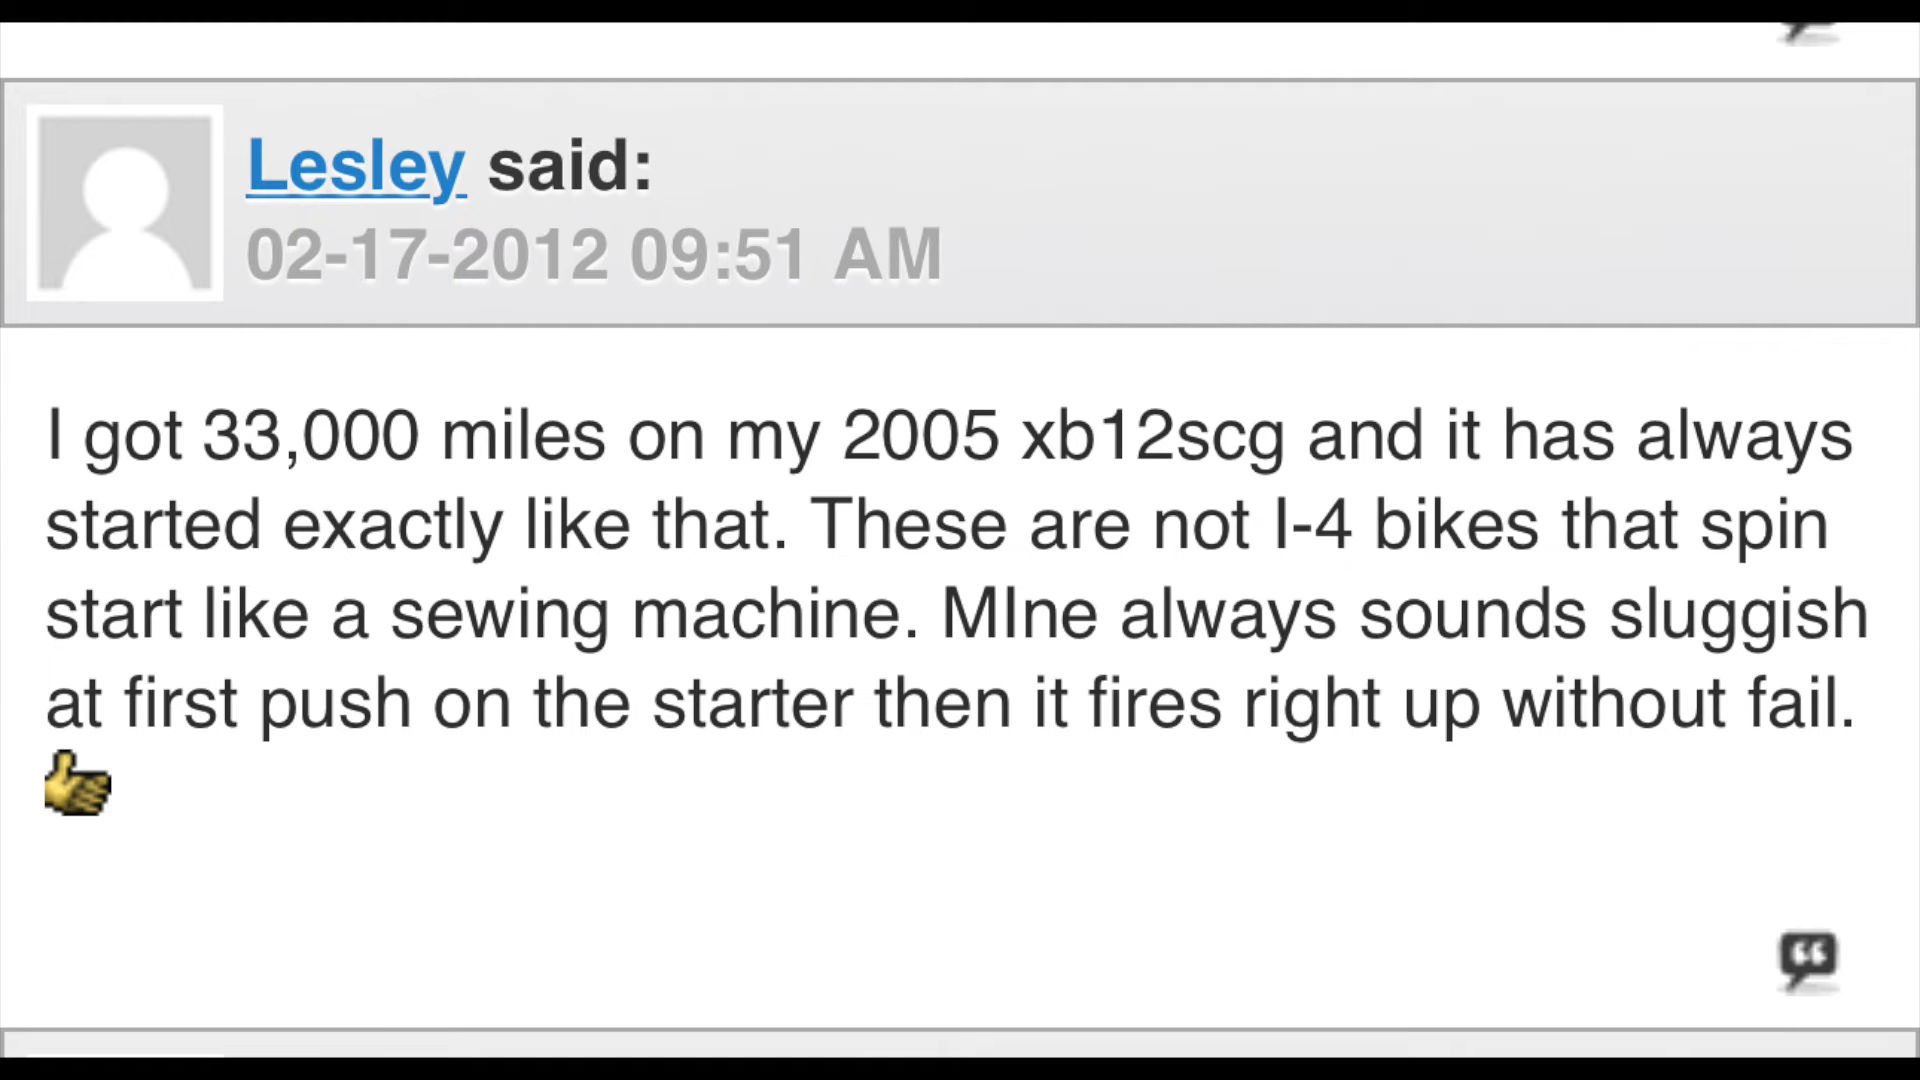 Lesley said:
02-17-2012 09:51 AM
I got 33,000 miles on my 2005 xb12scg and it has always
started exactly like that. These are not I-4 bikes that spin
start like a sewing machine. MIne always sounds sluggish
at first push on the starter then it fires right up without fail.